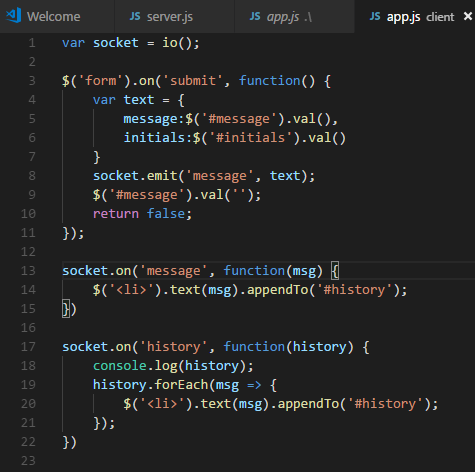 Welcome JS server.js JS app.js .\ JS app.js client ×
1 var socket = io();
2
3 $('form').on('submit', function() {
4 var text = {
5 message:$('#message').val(),
6 initials:$('#initials').val()
7 }
8 socket.emit('message', text);
9 $('#message').val('');
10 return false;
11 });
12
13 socket.on('message', function(msg) {
14 $('<li>').text(msg).appendTo('#history');
15 })
16
17 socket.on('history', function(history) {
18 console.log(history);
19 history.forEach(msg => {
20 $('<li>').text(msg).appendTo('#history');
21 });
22 })
23